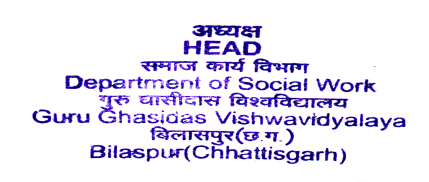 अध्यक्ष
HEAD
समाज कार्य विभाग
Department of Social Work
गुरु घासीदास विश्वविद्यालय
Guru Ghasidas Vishwavidyalaya
बिलासपुर(छ.ग.)
Bilaspur(Chhattisgarh)